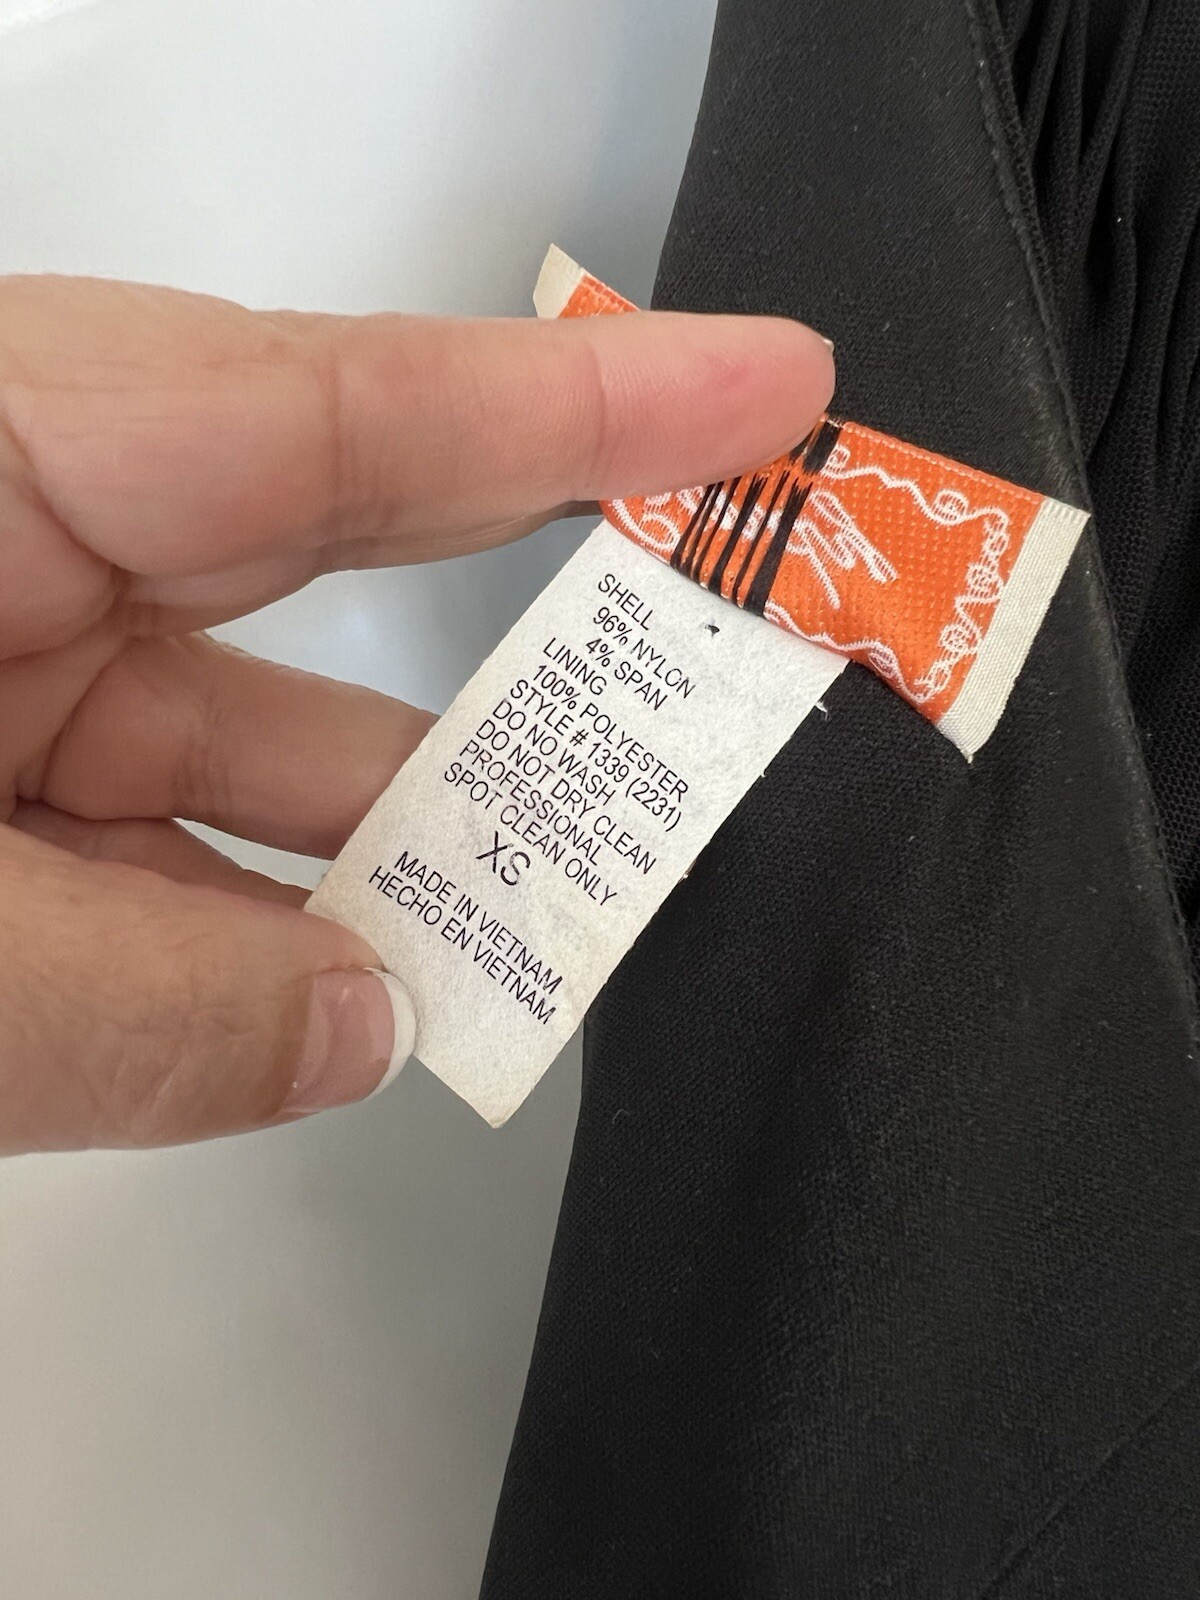 SHELL
96% NYLON
4% SPAN
LINING
100% POLYESTER
STYLE # 1339 (2231)
DO NO WASH
DO NOT DRY CLEAN
PROFESSIONAL
SPOT CLEAN ONLY
XS
MADE IN VIETNAM
HECHO EN VIETNAM